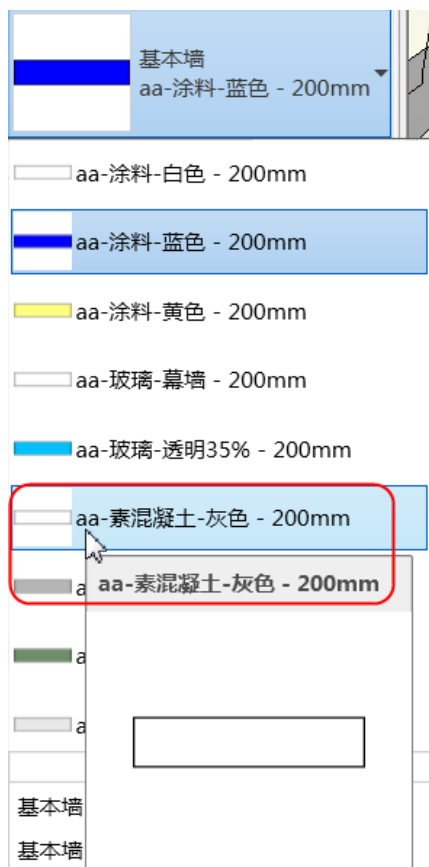 基本墙
aa-涂料-蓝色 - 200mm
aa-涂料-白色 - 200mm
aa-涂料-蓝色 - 200mm
aa-涂料-黄色 - 200mm
aa-玻璃-幕墙 - 200mm
aa-玻璃-透明35% - 200mm
aa-素混凝土-灰色 - 200mm
a
aa-素混凝土-灰色 - 200mm
a
a
基本墙
基本墙